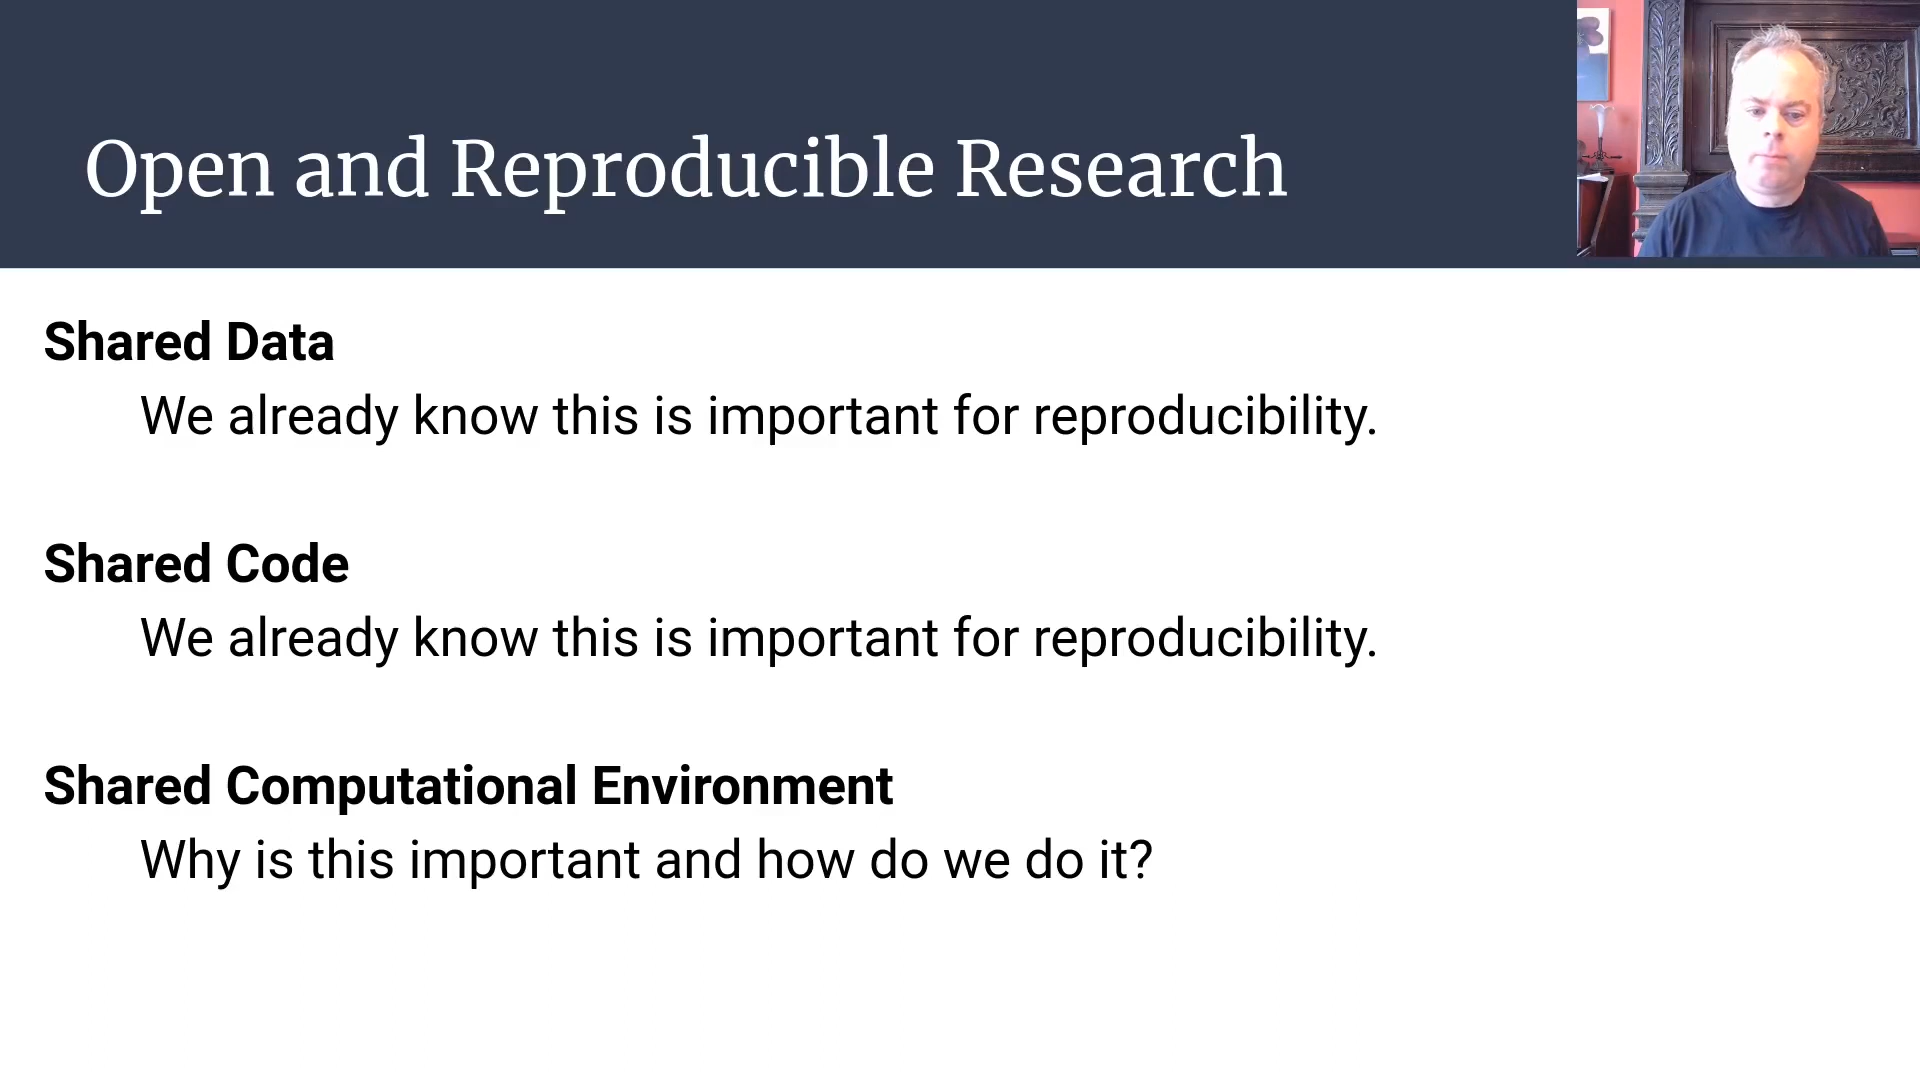 Open and Reproducible Research
Shared Data
We already know this is important for reproducibility.
Shared Code
We already know this is important for reproducibility.
Shared Computational Environment
Why is this important and how do we do it?